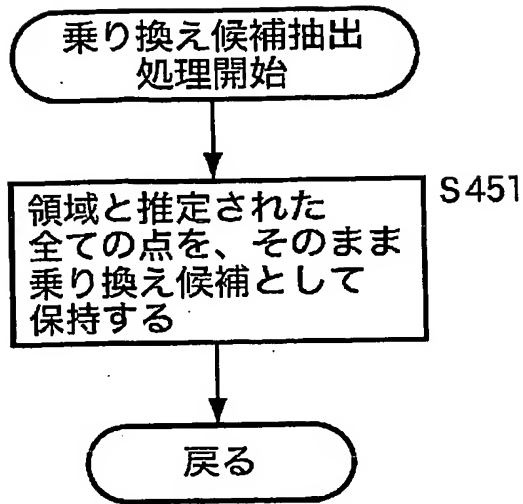 乗り換え候補抽出
処理開始
S451
領域と推定された
全ての点を、そのまま
乗り換え候補として
保持する
戻る